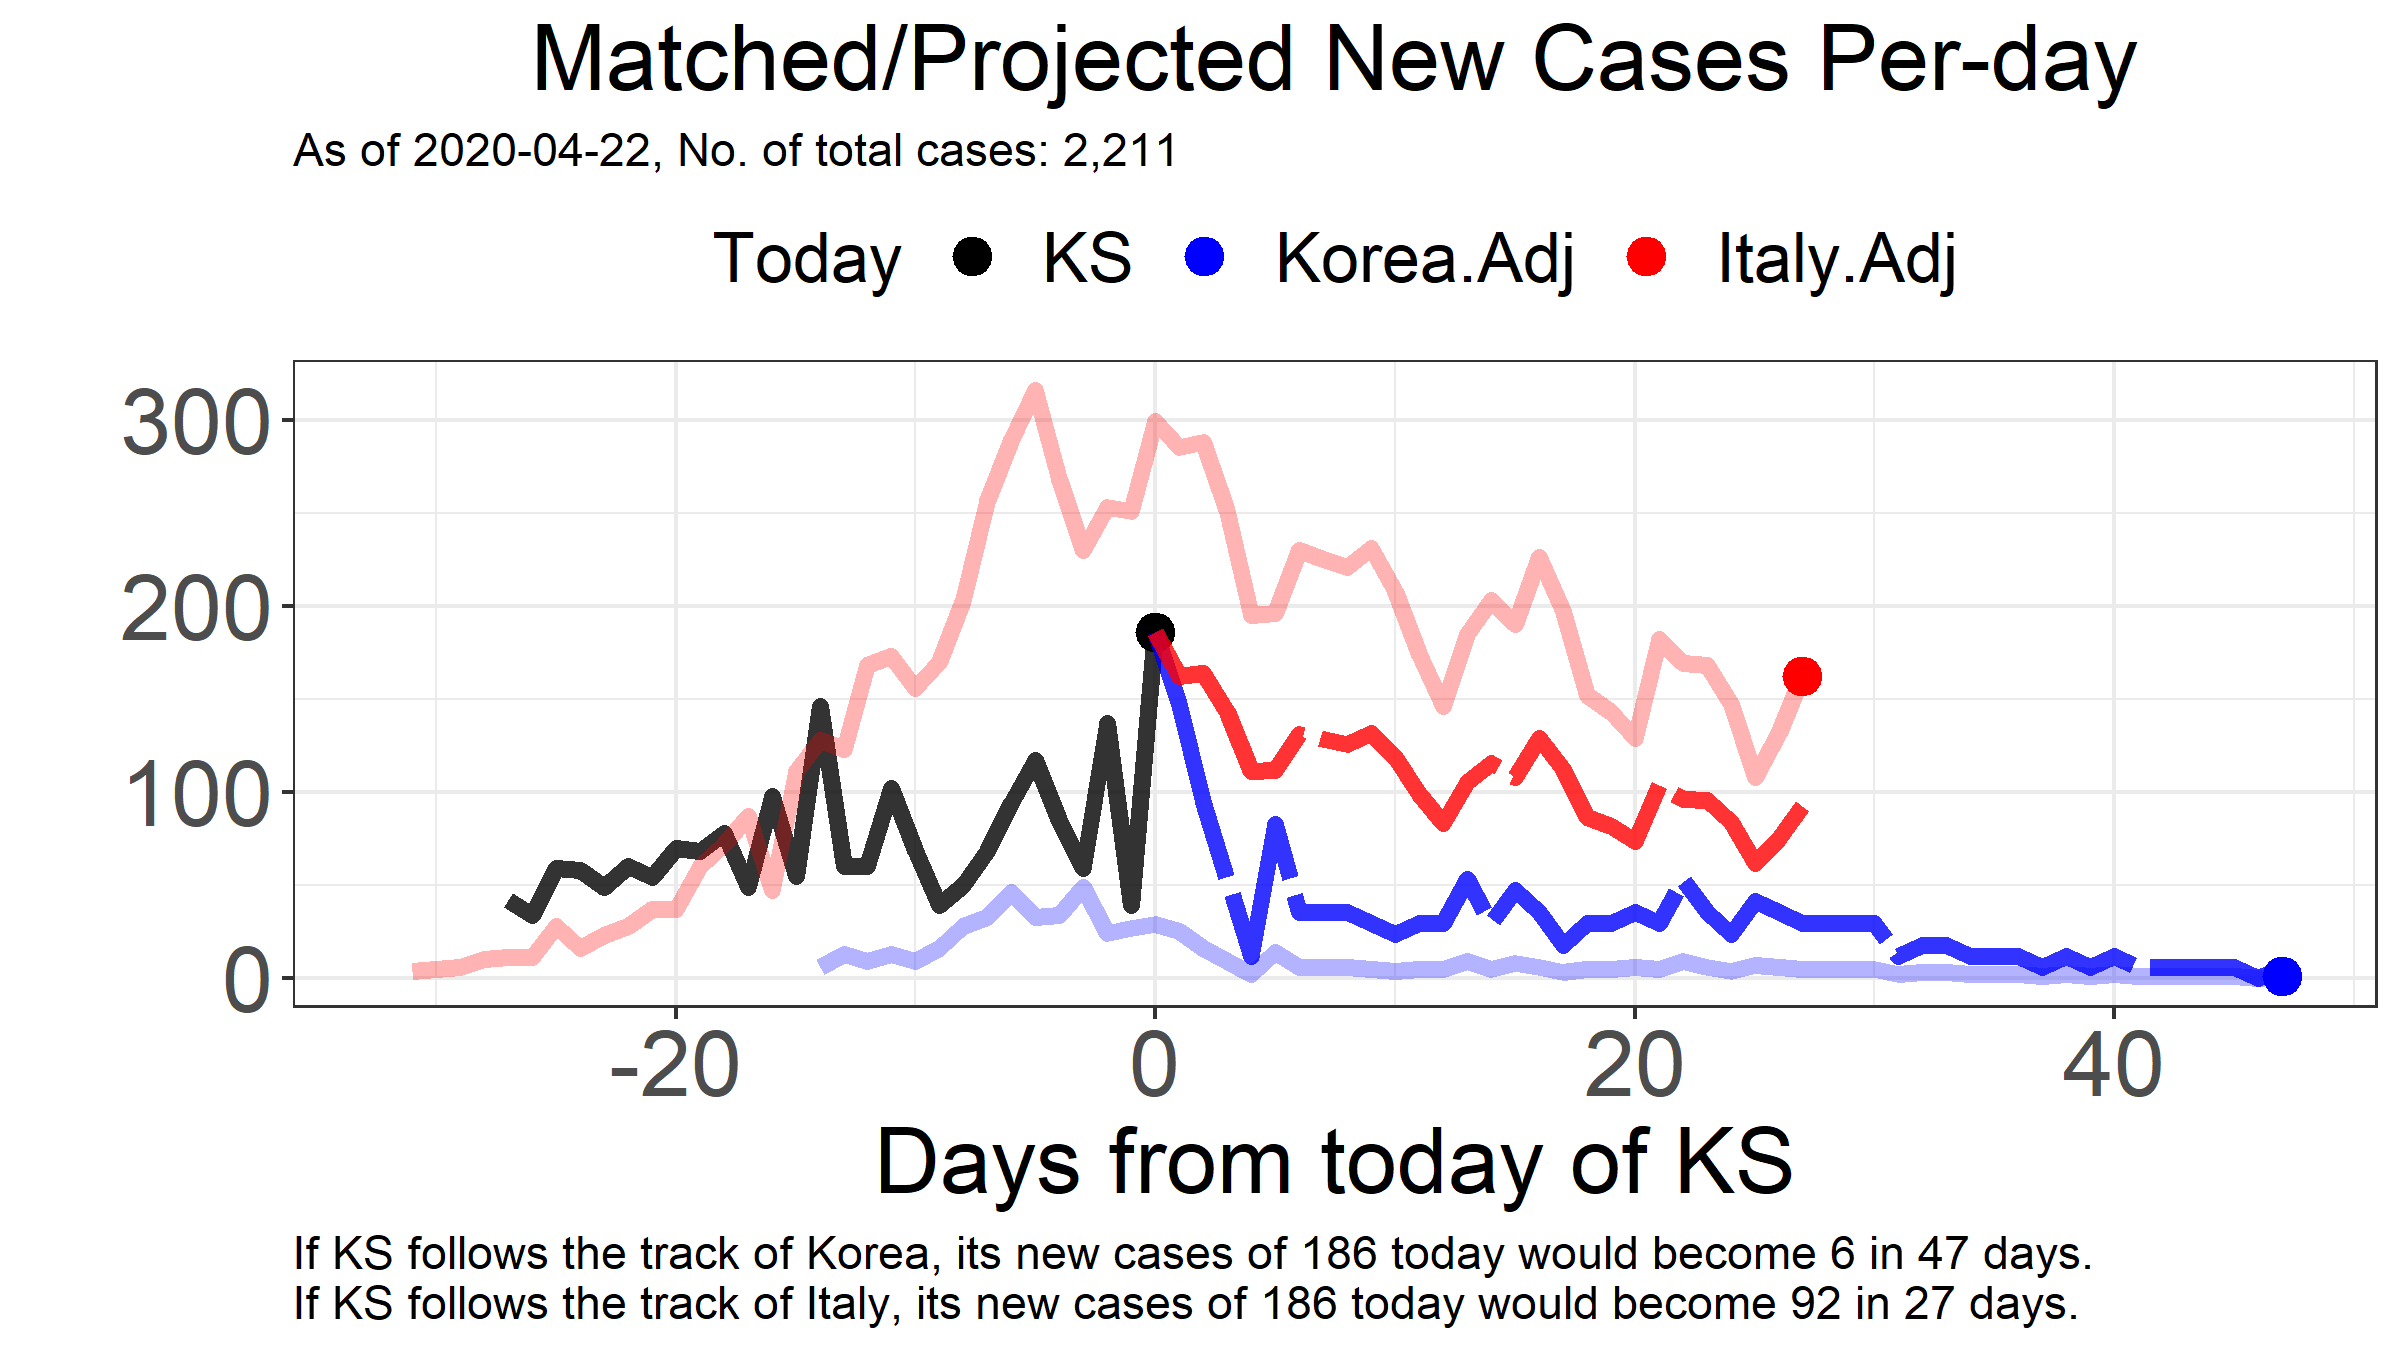 Matched/Projected New Cases Per-day
As of 2020-04-22, No. of total cases: 2,211
Today KS Korea.Adj Italy.Adj
300
200
100
0
-20 0 20 40
Days from today of KS
If KS follows the track of Korea, its new cases of 186 today would become 6 in 47 days.
If KS follows the track of Italy, its new cases of 186 today would become 92 in 27 days.